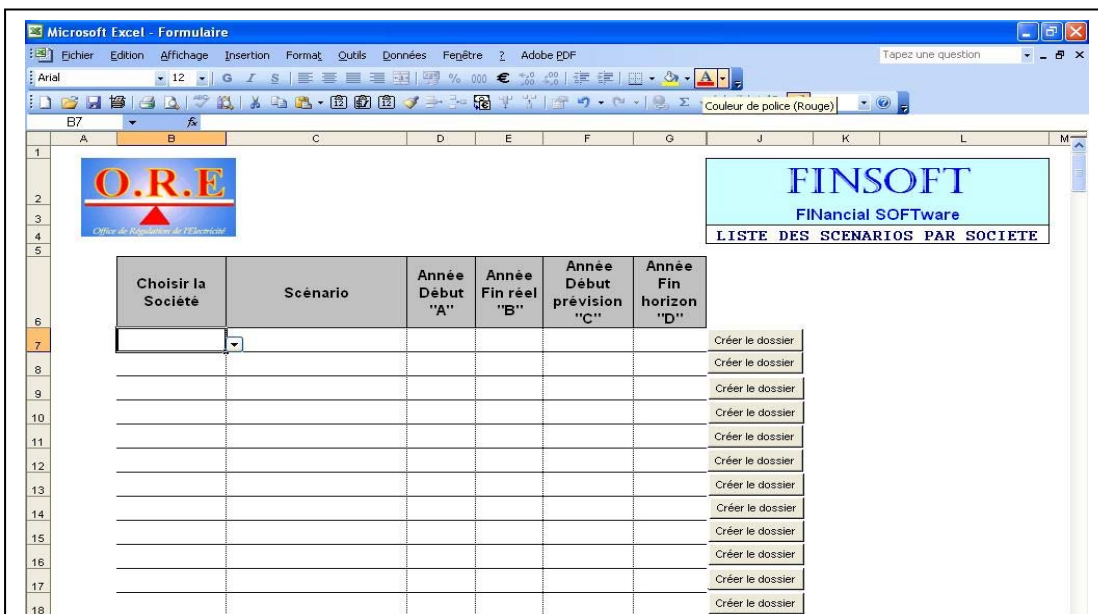 Microsoft Excel - Formulaire
Fichier Edition Affichage Insertion Format Outils Données Fenêtre ? Adobe PDF Tapez une question
Arial 12 G I S % 000 €
Couleur de police (Rouge)
B7 fx
A B C D E F G J K L M
1
O.R.E FINSOFT
2
3 FINancial SOFTware
4 Office de Régulation de l'Electricité LISTE DES SCENARIOS PAR SOCIETE
5
Choisir la Société Scénario Année Début "A" Année Fin réel "B" Année Début prévision "C" Année Fin horizon "D"
6
7 Créer le dossier
8 Créer le dossier
9 Créer le dossier
10 Créer le dossier
11 Créer le dossier
12 Créer le dossier
13 Créer le dossier
14 Créer le dossier
15 Créer le dossier
16 Créer le dossier
17 Créer le dossier
18 Créer le dossier